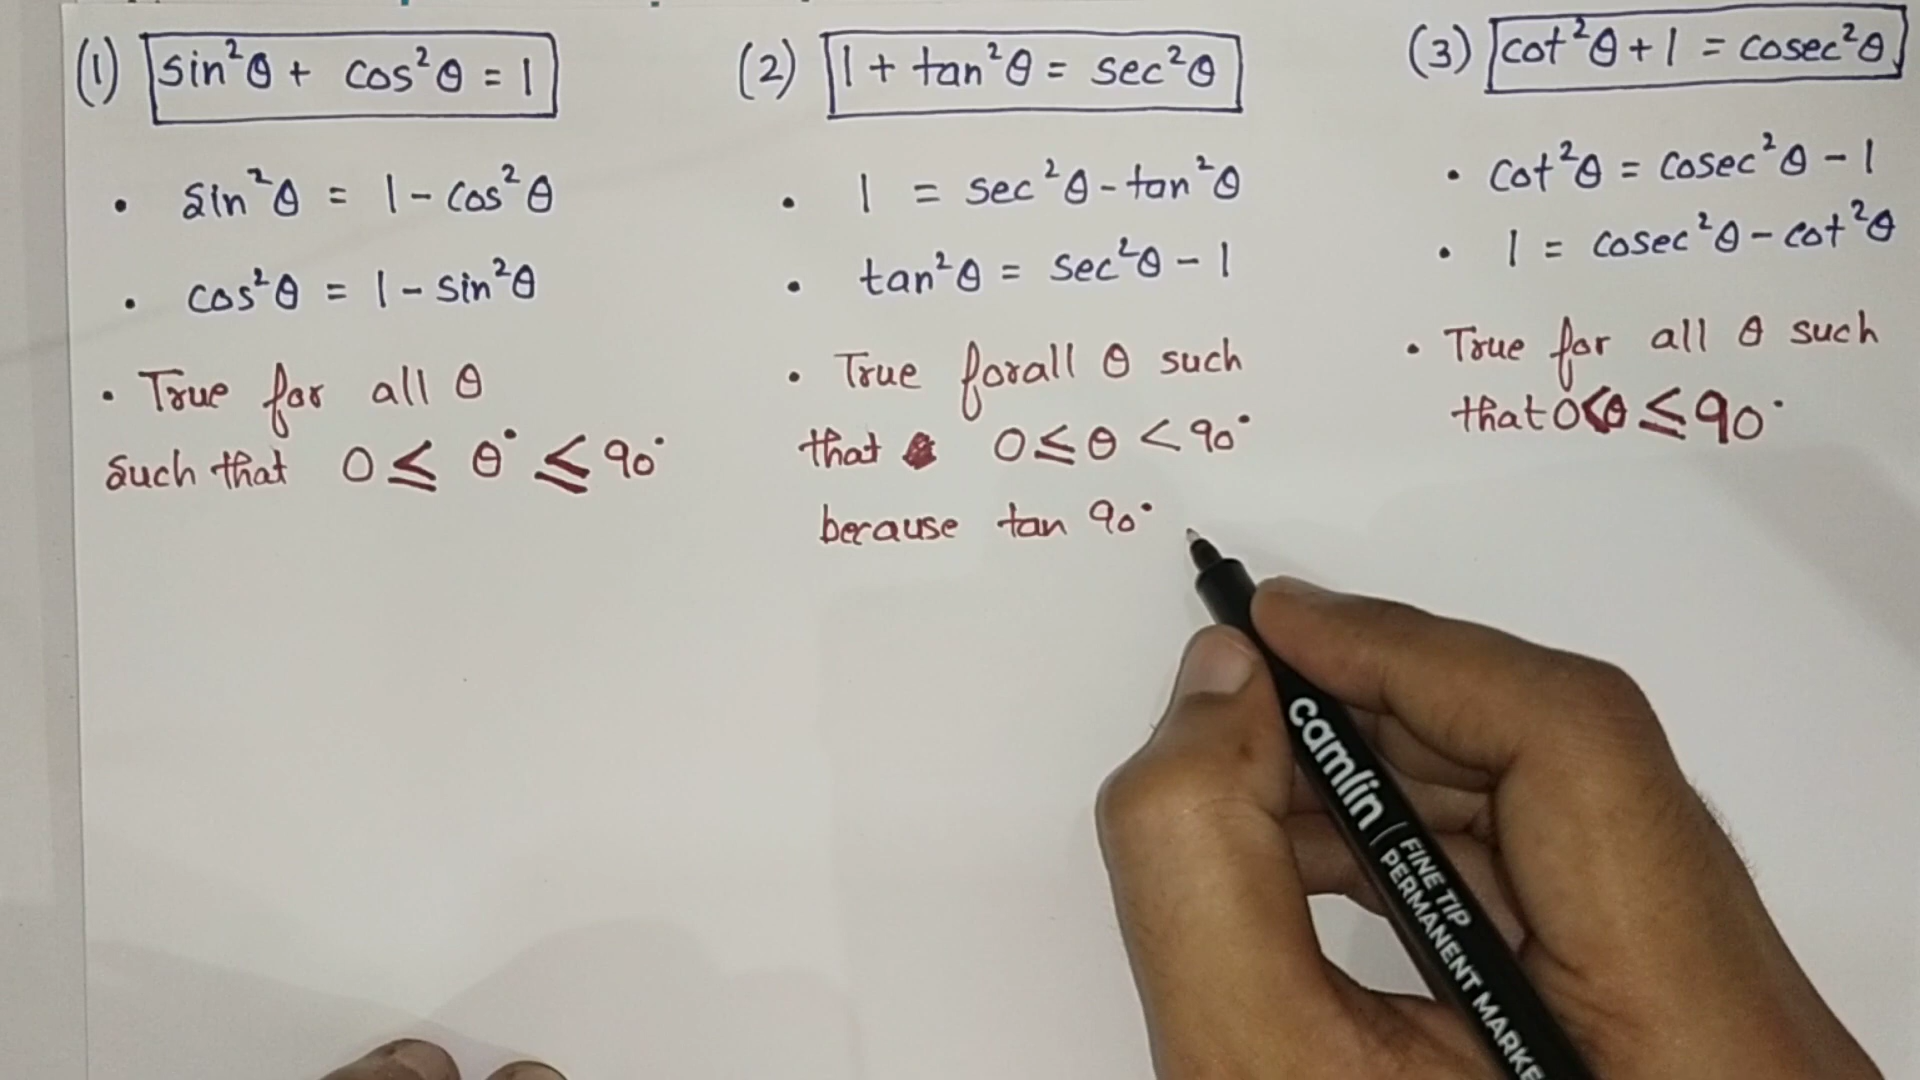 (1) sin²θ + cos²θ = 1
• sin²θ = 1 - cos²θ
• cos²θ = 1 - sin²θ
• True for all θ
such that 0 ≤ θ° ≤ 90°
(2) 1 + tan²θ = sec²θ
• 1 = sec²θ - tan²θ
• tan²θ = sec²θ - 1
• True forall θ such
that 0 ≤ θ < 90°
because tan 90°
(3) cot²θ + 1 = cosec²θ
• cot²θ = cosec²θ - 1
• 1 = cosec²θ - cot²θ
• True for all θ such
that 0 < θ ≤ 90°
camlin
FINE TIP
PERMANENT MARKE